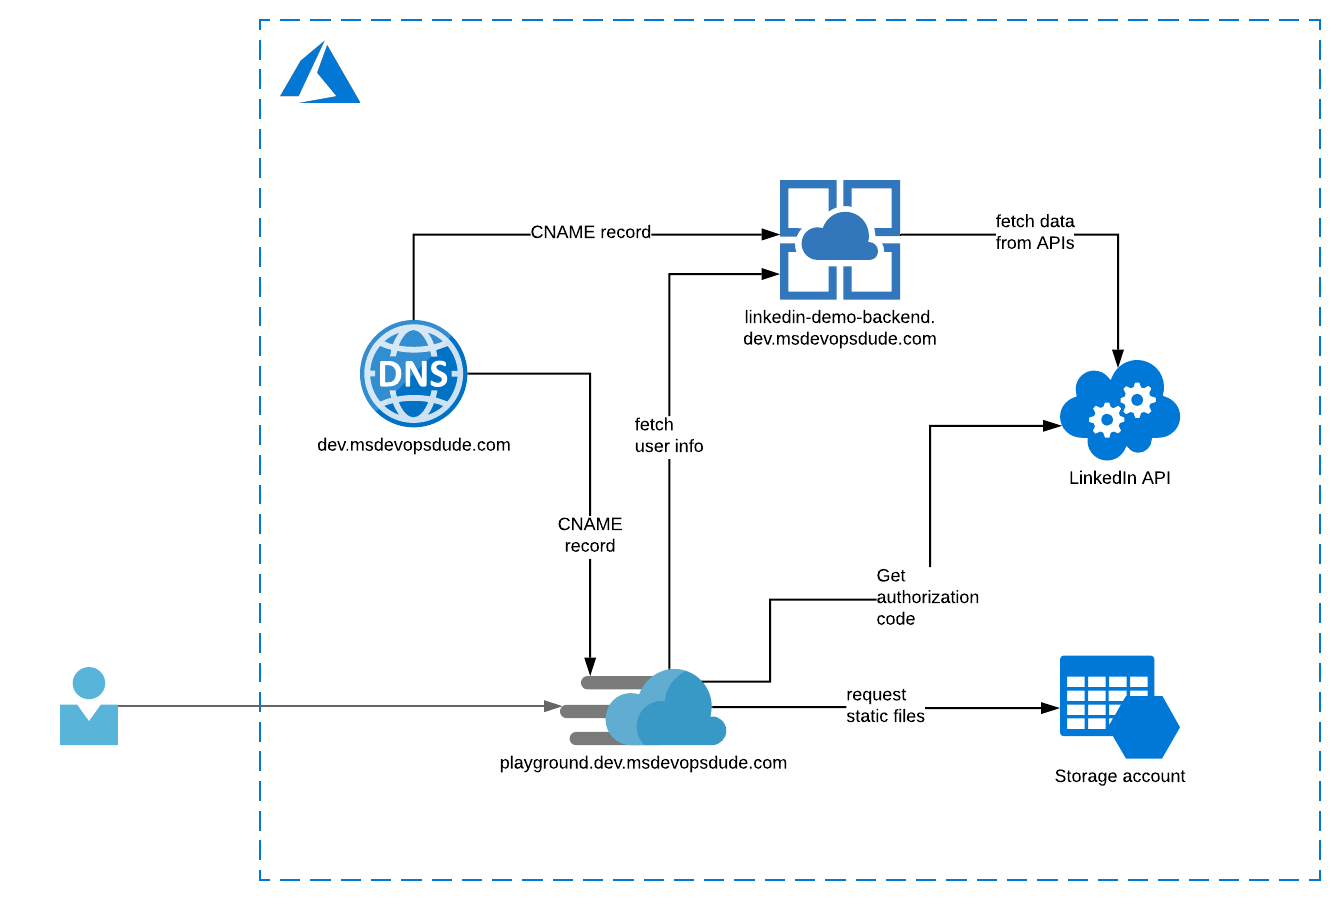 CNAME record
fetch data
from APIs
linkedin-demo-backend.
dev.msdevopsdude.com
DNS
dev.msdevopsdude.com
fetch
user info
LinkedIn API
CNAME
record
Get
authorization
code
request
static files
playground.dev.msdevopsdude.com
Storage account